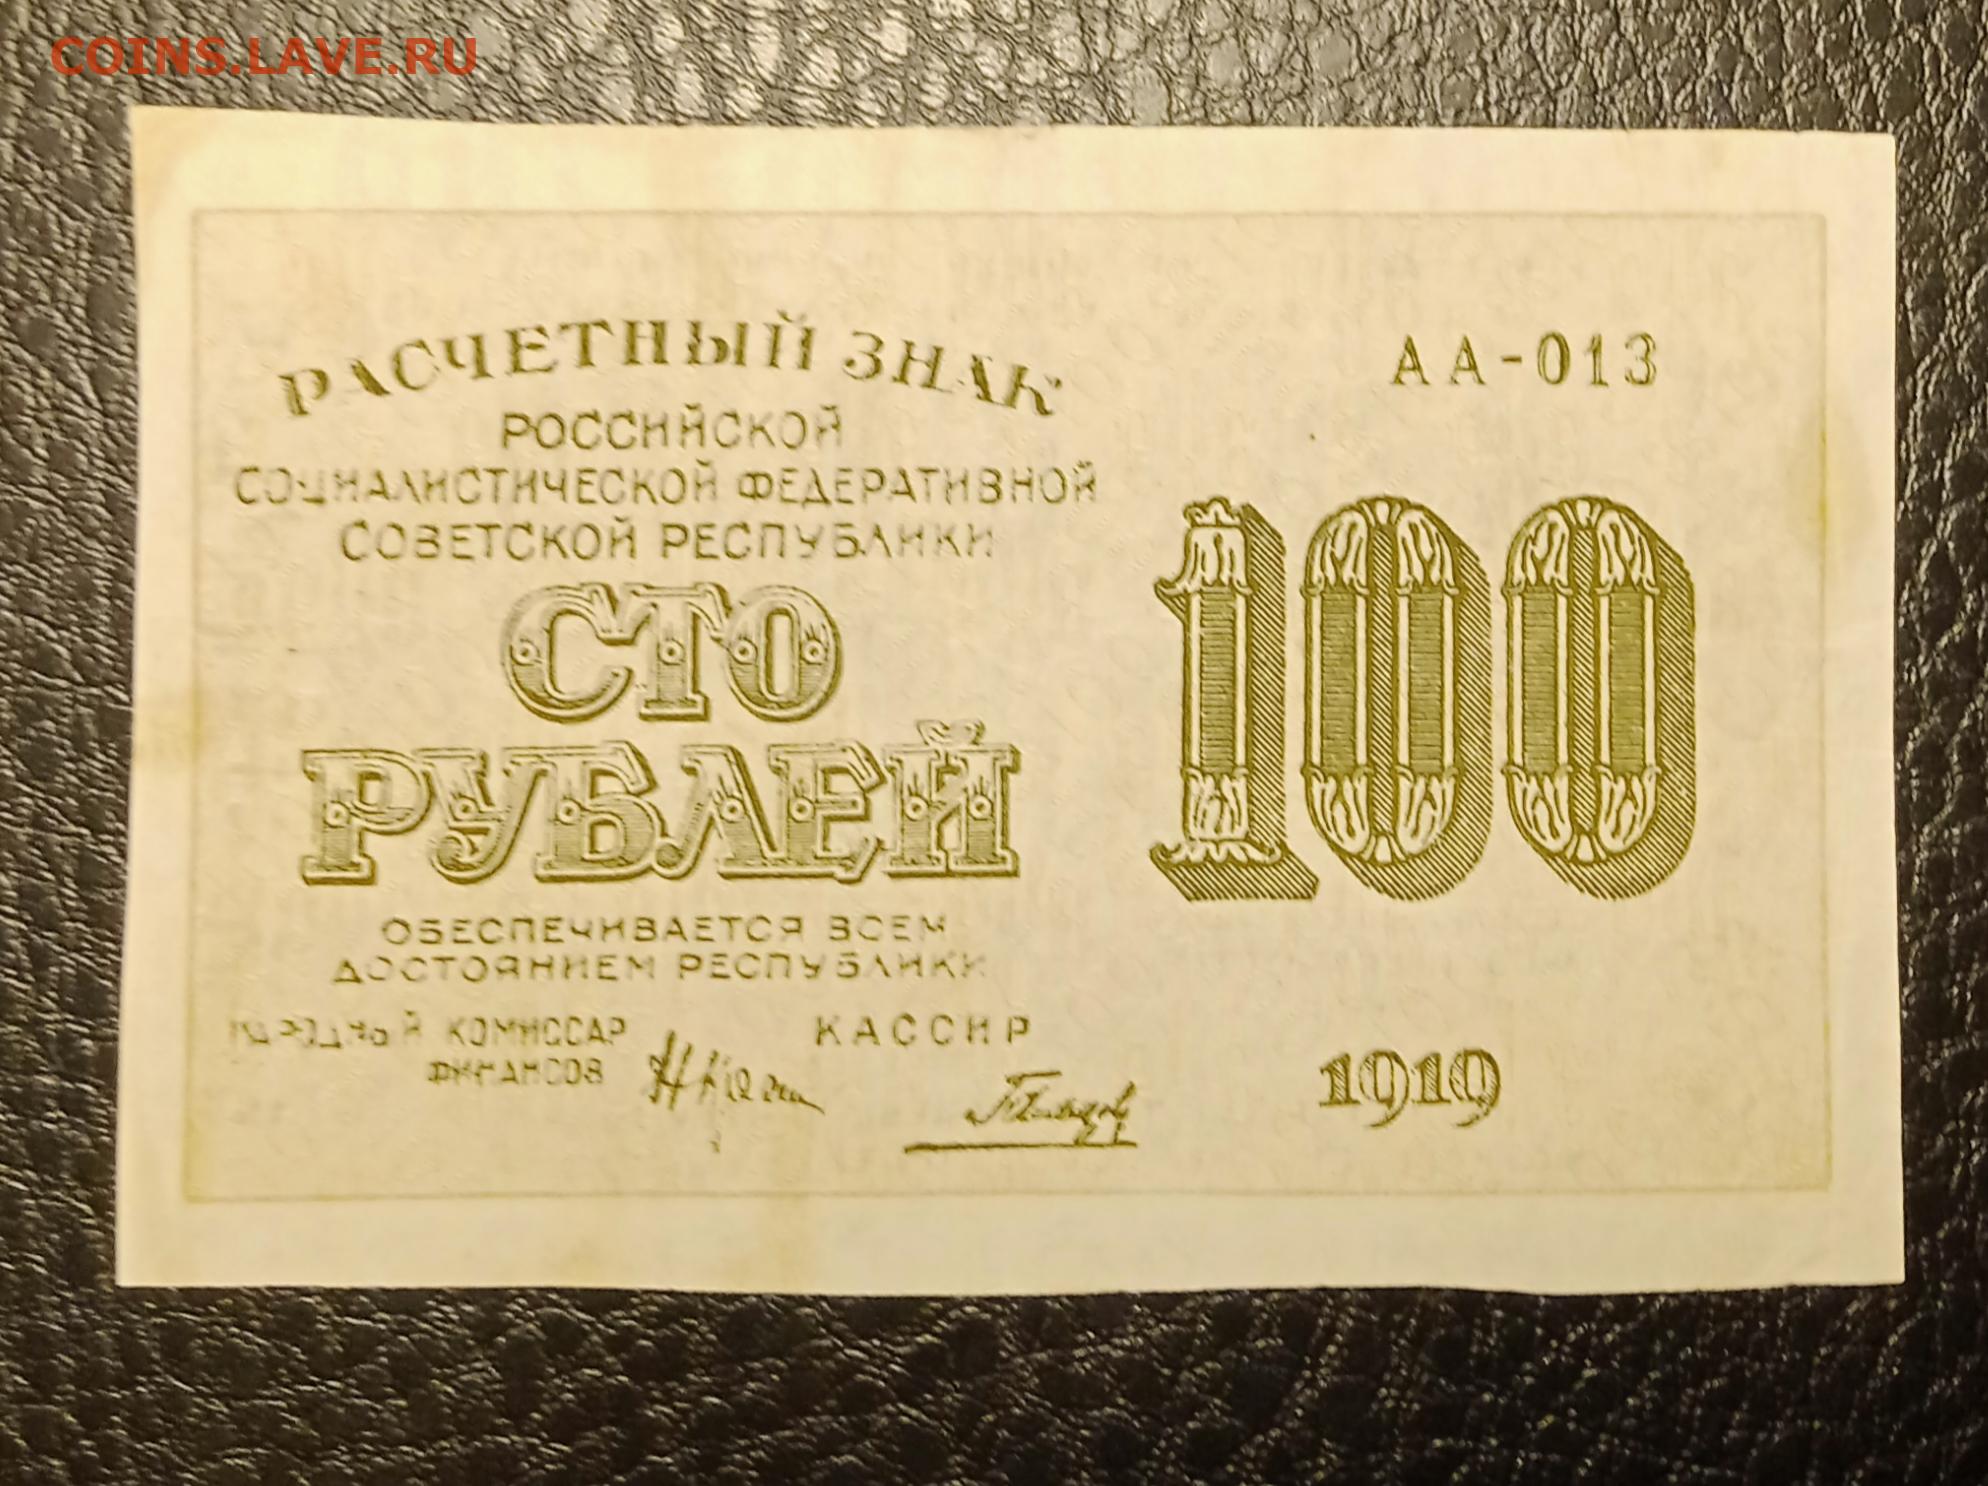 COINS.LAVE.RU
РАСЧЕТНЫЙ ЗНАК
АА-013
РОССИЙСКОЙ
СОЦИАЛИСТИЧЕСКОЙ ФЕДЕРАТИВНОЙ
СОВЕТСКОЙ РЕСПУБЛИКИ
СТО
РУБЛЕЙ
100
ОБЕСПЕЧИВАЕТСЯ ВСЕМ
ДОСТОЯНИЕМ РЕСПУБЛИКИ
НАРОДНЫЙ КОМИССАР
ФИНАНСОВ
КАССИР
1919